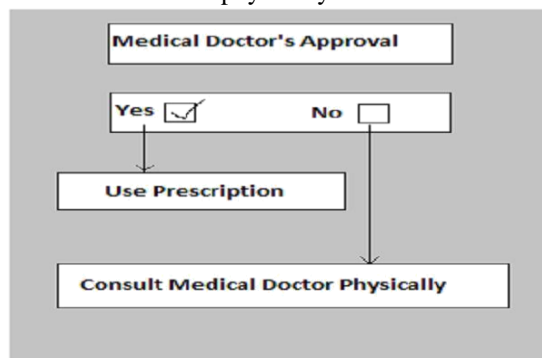 Medical Doctor's Approval
Yes No
Use Prescription
Consult Medical Doctor Physically